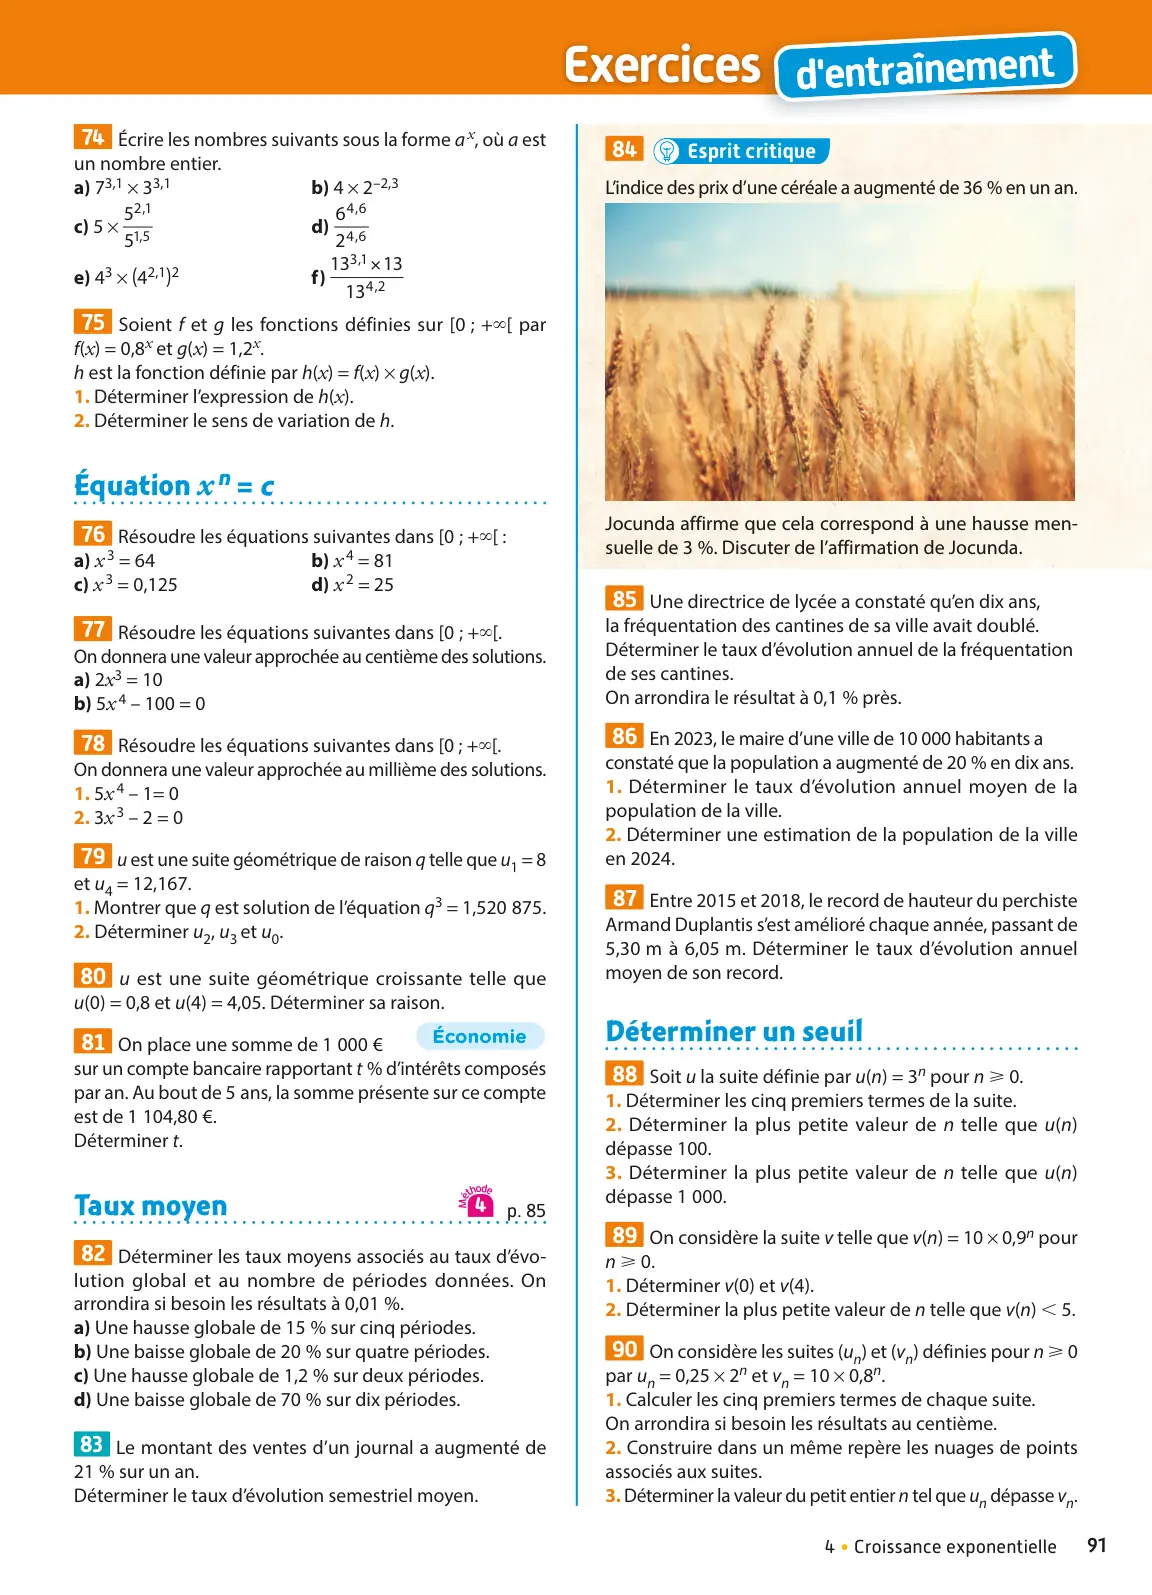 Exercices d'entraînement
74 Écrire les nombres suivants sous la forme aˣ, où a est
un nombre entier.
a) 7^3,1 × 3^3,1 b) 4 × 2^–2,3
c) 5 × 5^2,1 / 5^1,5 d) 6^4,6 / 2^4,6
e) 4^3 × (4^2,1)^2 f) 13^3,1 × 13 / 13^4,2
75 Soient f et g les fonctions définies sur [0 ; +∞[ par
f(x) = 0,8ˣ et g(x) = 1,2ˣ.
h est la fonction définie par h(x) = f(x) × g(x).
1. Déterminer l’expression de h(x).
2. Déterminer le sens de variation de h.
Équation xⁿ = c
76 Résoudre les équations suivantes dans [0 ; +∞[ :
a) x³ = 64 b) x⁴ = 81
c) x³ = 0,125 d) x² = 25
77 Résoudre les équations suivantes dans [0 ; +∞[.
On donnera une valeur approchée au centième des solutions.
a) 2x³ = 10
b) 5x⁴ – 100 = 0
78 Résoudre les équations suivantes dans [0 ; +∞[.
On donnera une valeur approchée au millième des solutions.
1. 5x⁴ – 1= 0
2. 3x³ – 2 = 0
79 u est une suite géométrique de raison q telle que u₁ = 8
et u₄ = 12,167.
1. Montrer que q est solution de l’équation q³ = 1,520 875.
2. Déterminer u₂, u₃ et u₀.
80 u est une suite géométrique croissante telle que
u(0) = 0,8 et u(4) = 4,05. Déterminer sa raison.
81 On place une somme de 1 000 € Économie
sur un compte bancaire rapportant t % d’intérêts composés
par an. Au bout de 5 ans, la somme présente sur ce compte
est de 1 104,80 €.
Déterminer t.
Taux moyen Méthode 4 p. 85
82 Déterminer les taux moyens associés au taux d’évo-
lution global et au nombre de périodes données. On
arrondira si besoin les résultats à 0,01 %.
a) Une hausse globale de 15 % sur cinq périodes.
b) Une baisse globale de 20 % sur quatre périodes.
c) Une hausse globale de 1,2 % sur deux périodes.
d) Une baisse globale de 70 % sur dix périodes.
83 Le montant des ventes d’un journal a augmenté de
21 % sur un an.
Déterminer le taux d’évolution semestriel moyen.
84 Esprit critique
L’indice des prix d’une céréale a augmenté de 36 % en un an.
Jocunda affirme que cela correspond à une hausse men-
suelle de 3 %. Discuter de l’affirmation de Jocunda.
85 Une directrice de lycée a constaté qu’en dix ans,
la fréquentation des cantines de sa ville avait doublé.
Déterminer le taux d’évolution annuel de la fréquentation
de ses cantines.
On arrondira le résultat à 0,1 % près.
86 En 2023, le maire d’une ville de 10 000 habitants a
constaté que la population a augmenté de 20 % en dix ans.
1. Déterminer le taux d’évolution annuel moyen de la
population de la ville.
2. Déterminer une estimation de la population de la ville
en 2024.
87 Entre 2015 et 2018, le record de hauteur du perchiste
Armand Duplantis s’est amélioré chaque année, passant de
5,30 m à 6,05 m. Déterminer le taux d’évolution annuel
moyen de son record.
Déterminer un seuil
88 Soit u la suite définie par u(n) = 3ⁿ pour n ⩾ 0.
1. Déterminer les cinq premiers termes de la suite.
2. Déterminer la plus petite valeur de n telle que u(n)
dépasse 100.
3. Déterminer la plus petite valeur de n telle que u(n)
dépasse 1 000.
89 On considère la suite v telle que v(n) = 10 × 0,9ⁿ pour
n ⩾ 0.
1. Déterminer v(0) et v(4).
2. Déterminer la plus petite valeur de n telle que v(n) < 5.
90 On considère les suites (uₙ) et (vₙ) définies pour n ⩾ 0
par uₙ = 0,25 × 2ⁿ et vₙ = 10 × 0,8ⁿ.
1. Calculer les cinq premiers termes de chaque suite.
On arrondira si besoin les résultats au centième.
2. Construire dans un même repère les nuages de points
associés aux suites.
3. Déterminer la valeur du petit entier n tel que uₙ dépasse vₙ.
4 • Croissance exponentielle 91